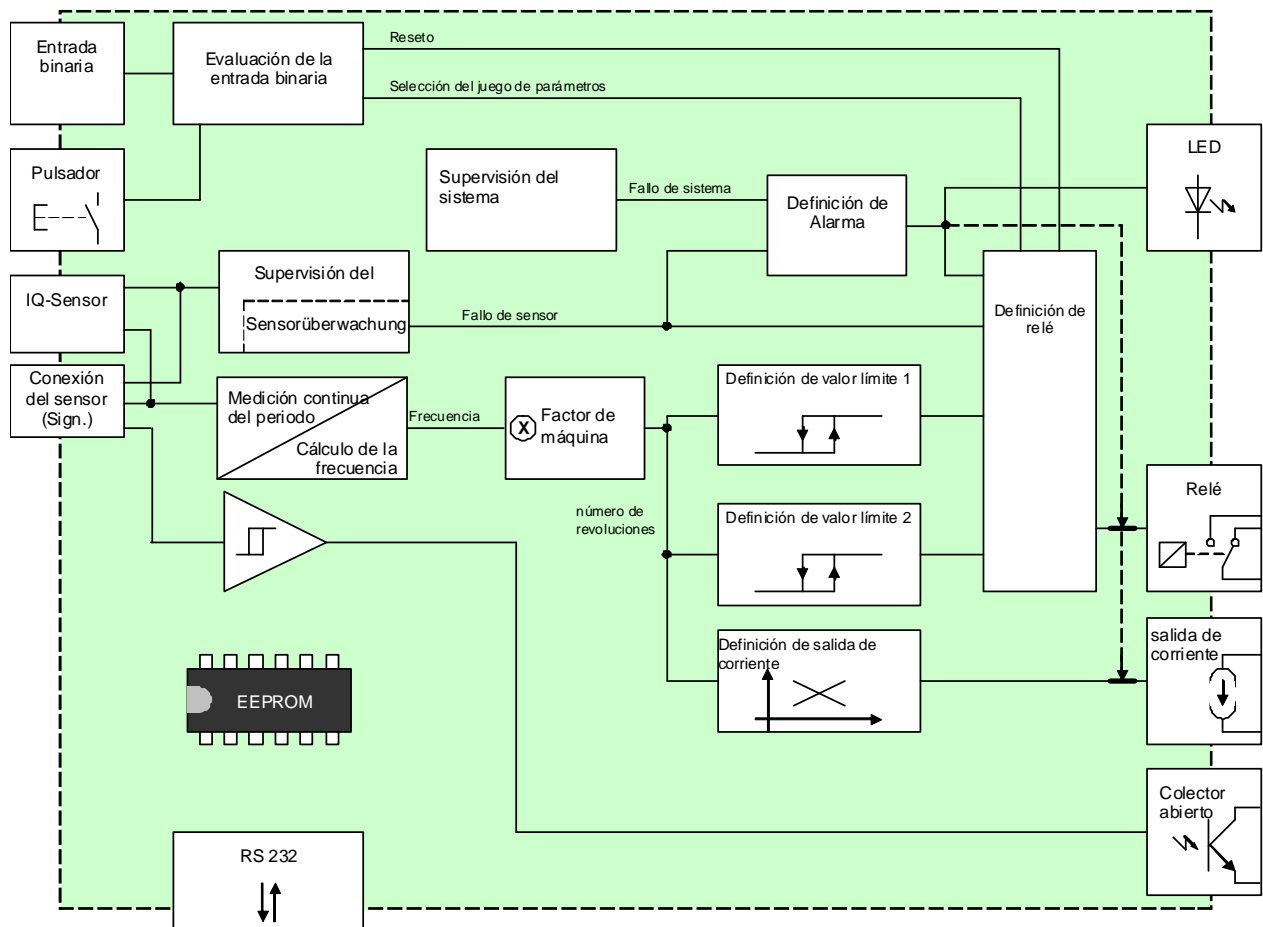 Entrada
binaria
Evaluación de la
entrada binaria
Reseto
Selección del juego de parámetros
Pulsador
Supervisión del
sistema
Fallo de sistema
Definición de
Alarma
LED
IQ-Sensor
Supervisión del
Sensorüberwachung
Fallo de sensor
Definición de
relé
Conexión
del sensor
(Sign.)
Medición continua
del periodo
Cálculo de la
frecuencia
Frecuencia
X
Factor de
máquina
Definición de valor límite 1
número de
revoluciones
Definición de valor límite 2
Relé
Definición de salida de
corriente
salida de
corriente
EEPROM
Colector
abierto
RS 232